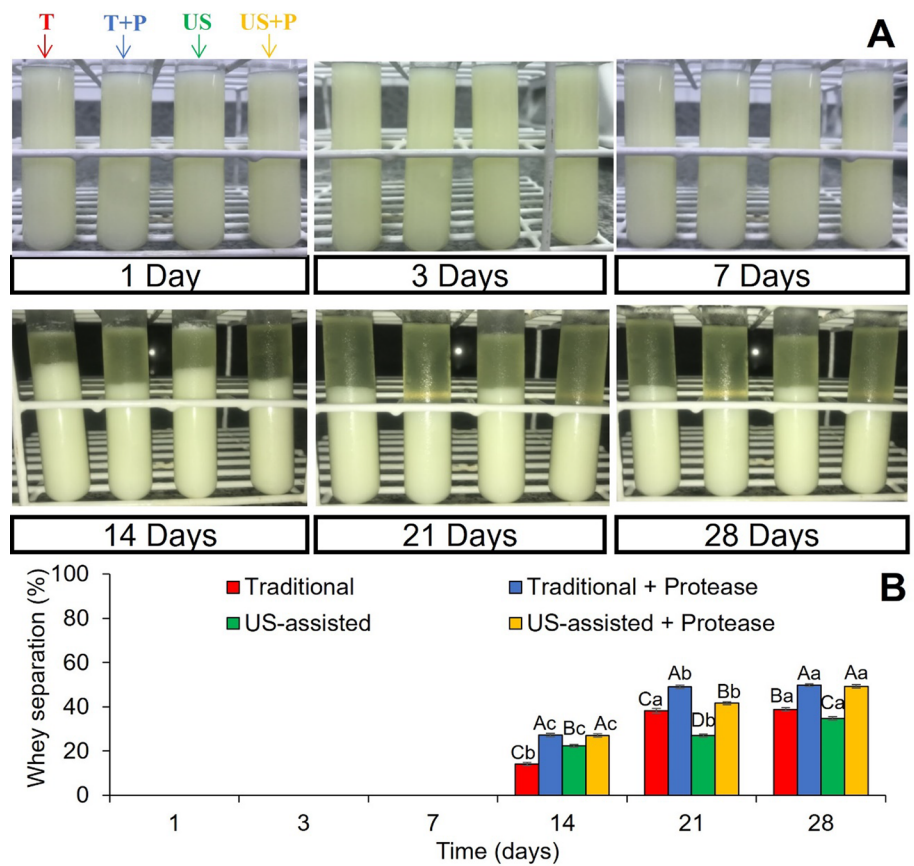 T T+P US US+P
A
1 Day 3 Days 7 Days
14 Days 21 Days 28 Days
B
Whey separation (%)
100
80
60
40
20
0
Traditional Traditional + Protease
US-assisted US-assisted + Protease
Cb Ac Bc Ac Ca Ab Db Bb Ba Aa Ca Aa
1 3 7 14 21 28
Time (days)